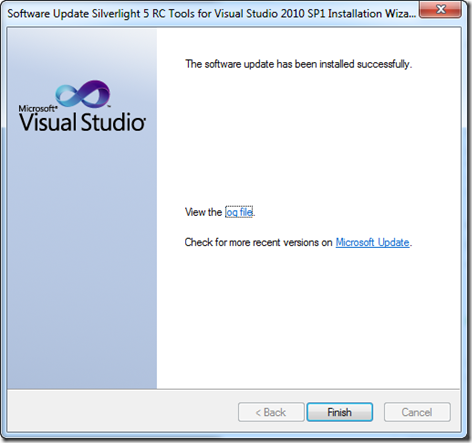 Software Update Silverlight 5 RC Tools for Visual Studio 2010 SP1 Installation Wiza...
The software update has been installed successfully.
Microsoft®
Visual Studio®
View the log file.
Check for more recent versions on Microsoft Update.
< Back
Finish
Cancel